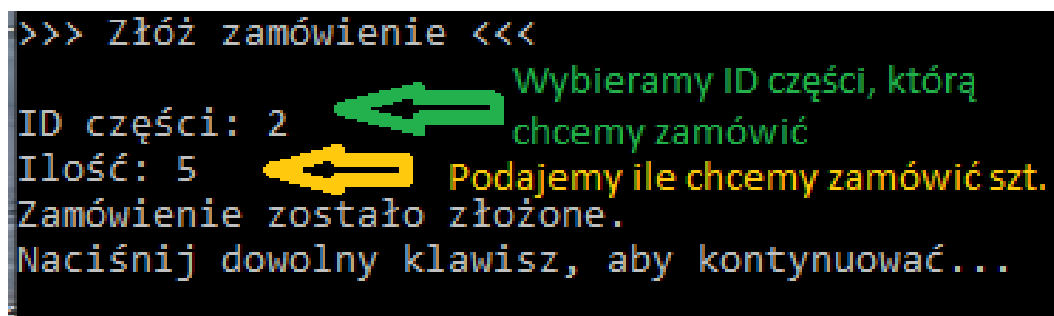 >>> Złóż zamówienie <<<
Wybieramy ID części, którą
chcemy zamówić
ID części: 2
Ilość: 5
Podajemy ile chcemy zamówić szt.
Zamówienie zostało złożone.
Naciśnij dowolny klawisz, aby kontynuować...